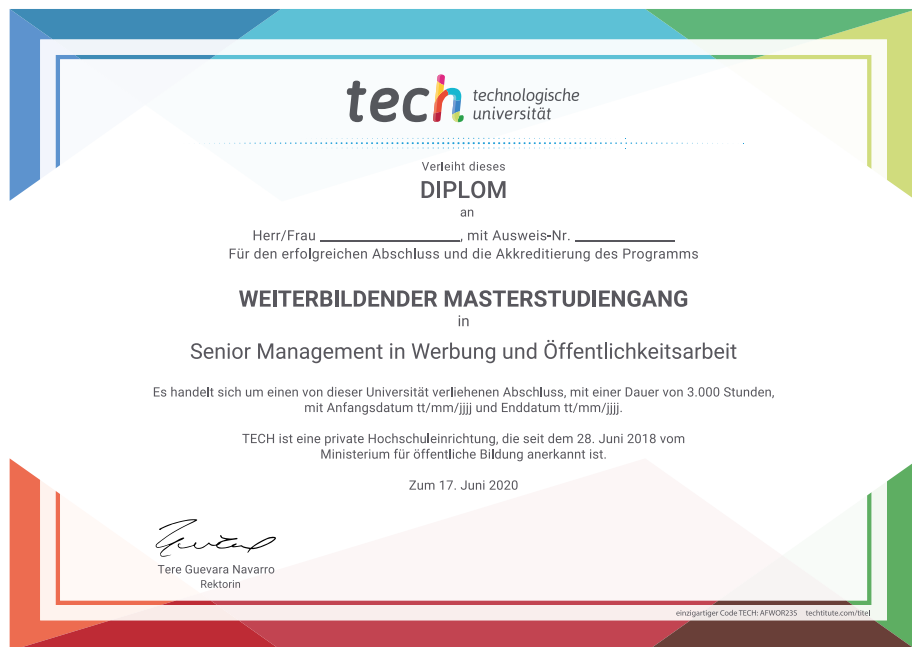 tech technologische
universität
Verleiht dieses
DIPLOM
an
Herr/Frau ____________________, mit Ausweis-Nr. ______________
Für den erfolgreichen Abschluss und die Akkreditierung des Programms
WEITERBILDENDER MASTERSTUDIENGANG
in
Senior Management in Werbung und Öffentlichkeitsarbeit
Es handelt sich um einen von dieser Universität verliehenen Abschluss, mit einer Dauer von 3.000 Stunden,
mit Anfangsdatum tt/mm/jjjj und Enddatum tt/mm/jjjj.
TECH ist eine private Hochschuleinrichtung, die seit dem 28. Juni 2018 vom
Ministerium für öffentliche Bildung anerkannt ist.
Zum 17. Juni 2020
Tere Guevara Navarro
Rektorin
einzigartiger Code TECH: AFWOR235 techtitute.com/titel